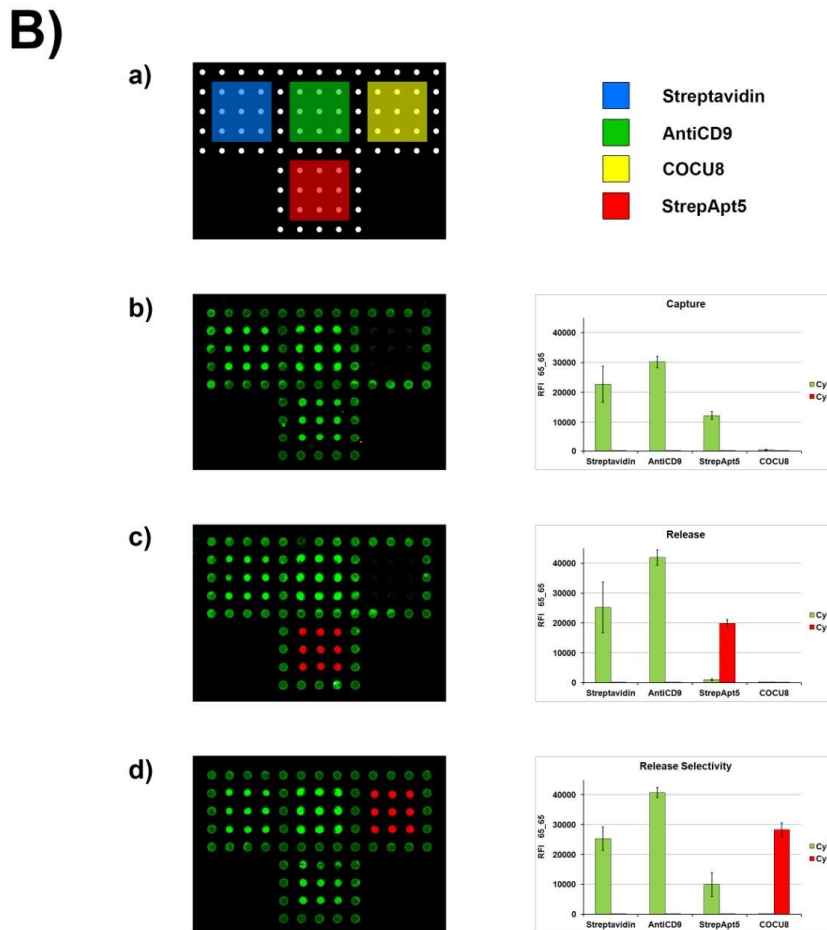 B)
a)
Streptavidin
AntiCD9
COCU8
StrepApt5
b)
Capture
RFI 65_65
40000
30000
20000
10000
0
Streptavidin AntiCD9 StrepApt5 COCU8
Cy
Cy
c)
Release
RFI 65_65
40000
30000
20000
10000
0
Streptavidin AntiCD9 StrepApt5 COCU8
Cy
Cy
d)
Release Selectivity
RFI 65_65
40000
30000
20000
10000
0
Streptavidin AntiCD9 StrepApt5 COCU8
Cy
Cy